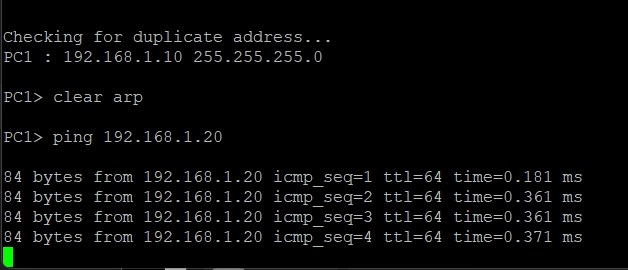 Checking for duplicate address...
PC1 : 192.168.1.10 255.255.255.0
PC1> clear arp
PC1> ping 192.168.1.20
84 bytes from 192.168.1.20 icmp_seq=1 ttl=64 time=0.181 ms
84 bytes from 192.168.1.20 icmp_seq=2 ttl=64 time=0.361 ms
84 bytes from 192.168.1.20 icmp_seq=3 ttl=64 time=0.361 ms
84 bytes from 192.168.1.20 icmp_seq=4 ttl=64 time=0.371 ms